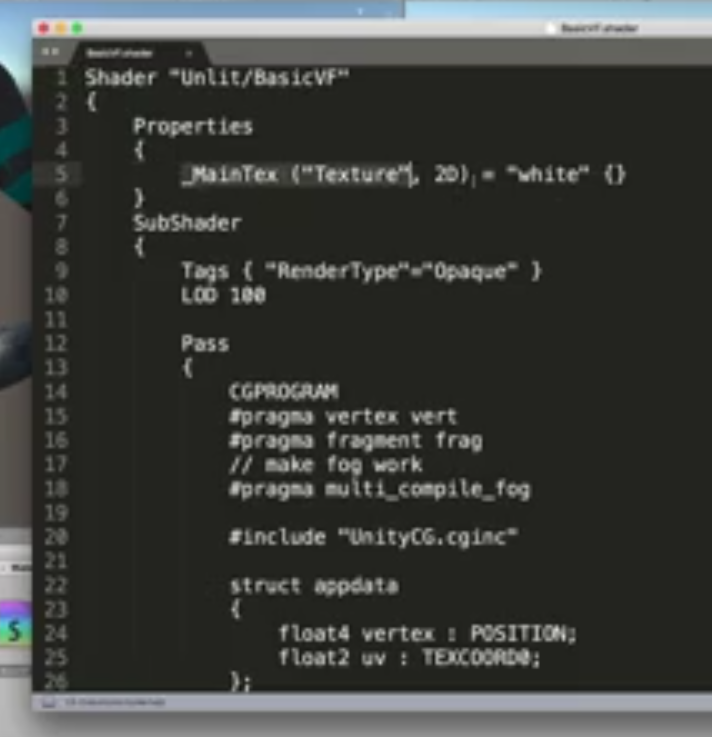 BasicVF.shader
BasicVF.shader
1 Shader "Unlit/BasicVF"
2 {
3 Properties
4 {
5 _MainTex ("Texture", 2D) = "white" {}
6 }
7 SubShader
8 {
9 Tags { "RenderType"="Opaque" }
10 LOD 100
11
12 Pass
13 {
14 CGPROGRAM
15 #pragma vertex vert
16 #pragma fragment frag
17 // make fog work
18 #pragma multi_compile_fog
19
20 #include "UnityCG.cginc"
21
22 struct appdata
23 {
24 float4 vertex : POSITION;
25 float2 uv : TEXCOORD0;
26 };
$